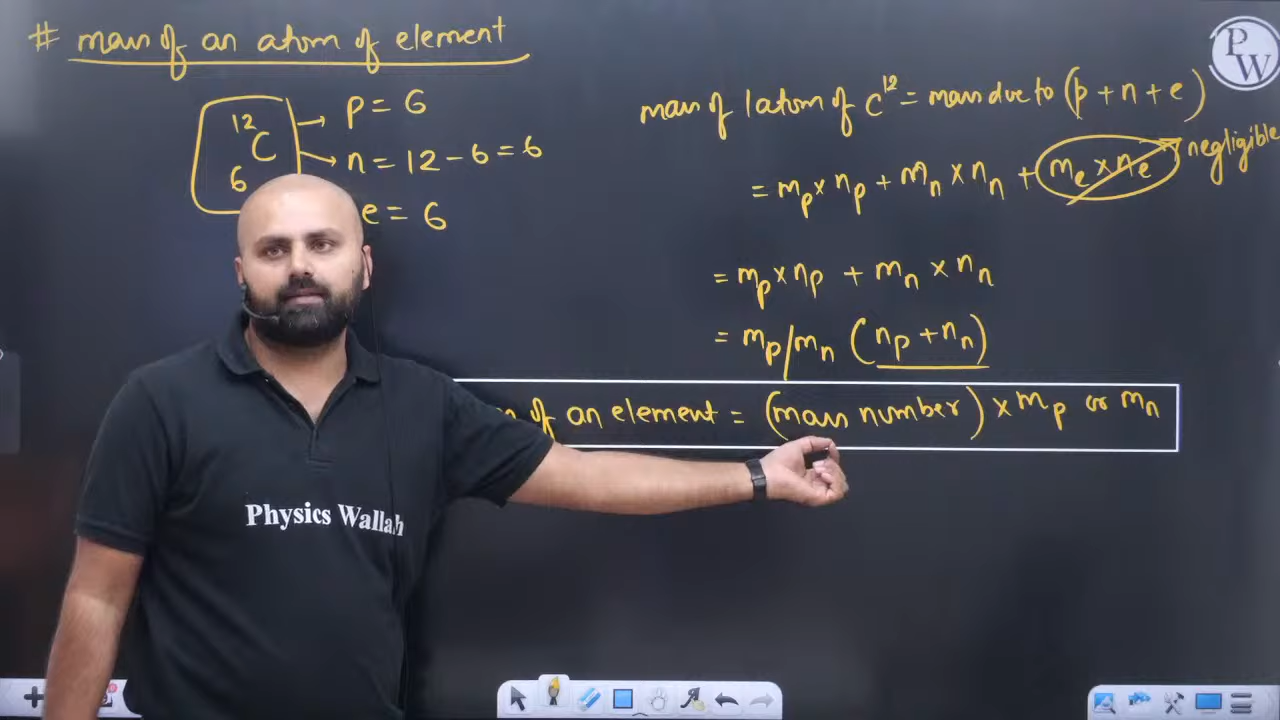 # mass of an atom of element
12
C
6
p = 6
n = 12 - 6 = 6
e = 6
mass of 1 atom of C¹² = mass due to (p + n + e)
= mₚ × nₚ + mₙ × nₙ + mₑ × nₑ negligible
= mₚ × nₚ + mₙ × nₙ
= mₚ/mₙ (nₚ + nₙ)
of an element = (mass number) × mₚ or mₙ
PW
Physics Wallah